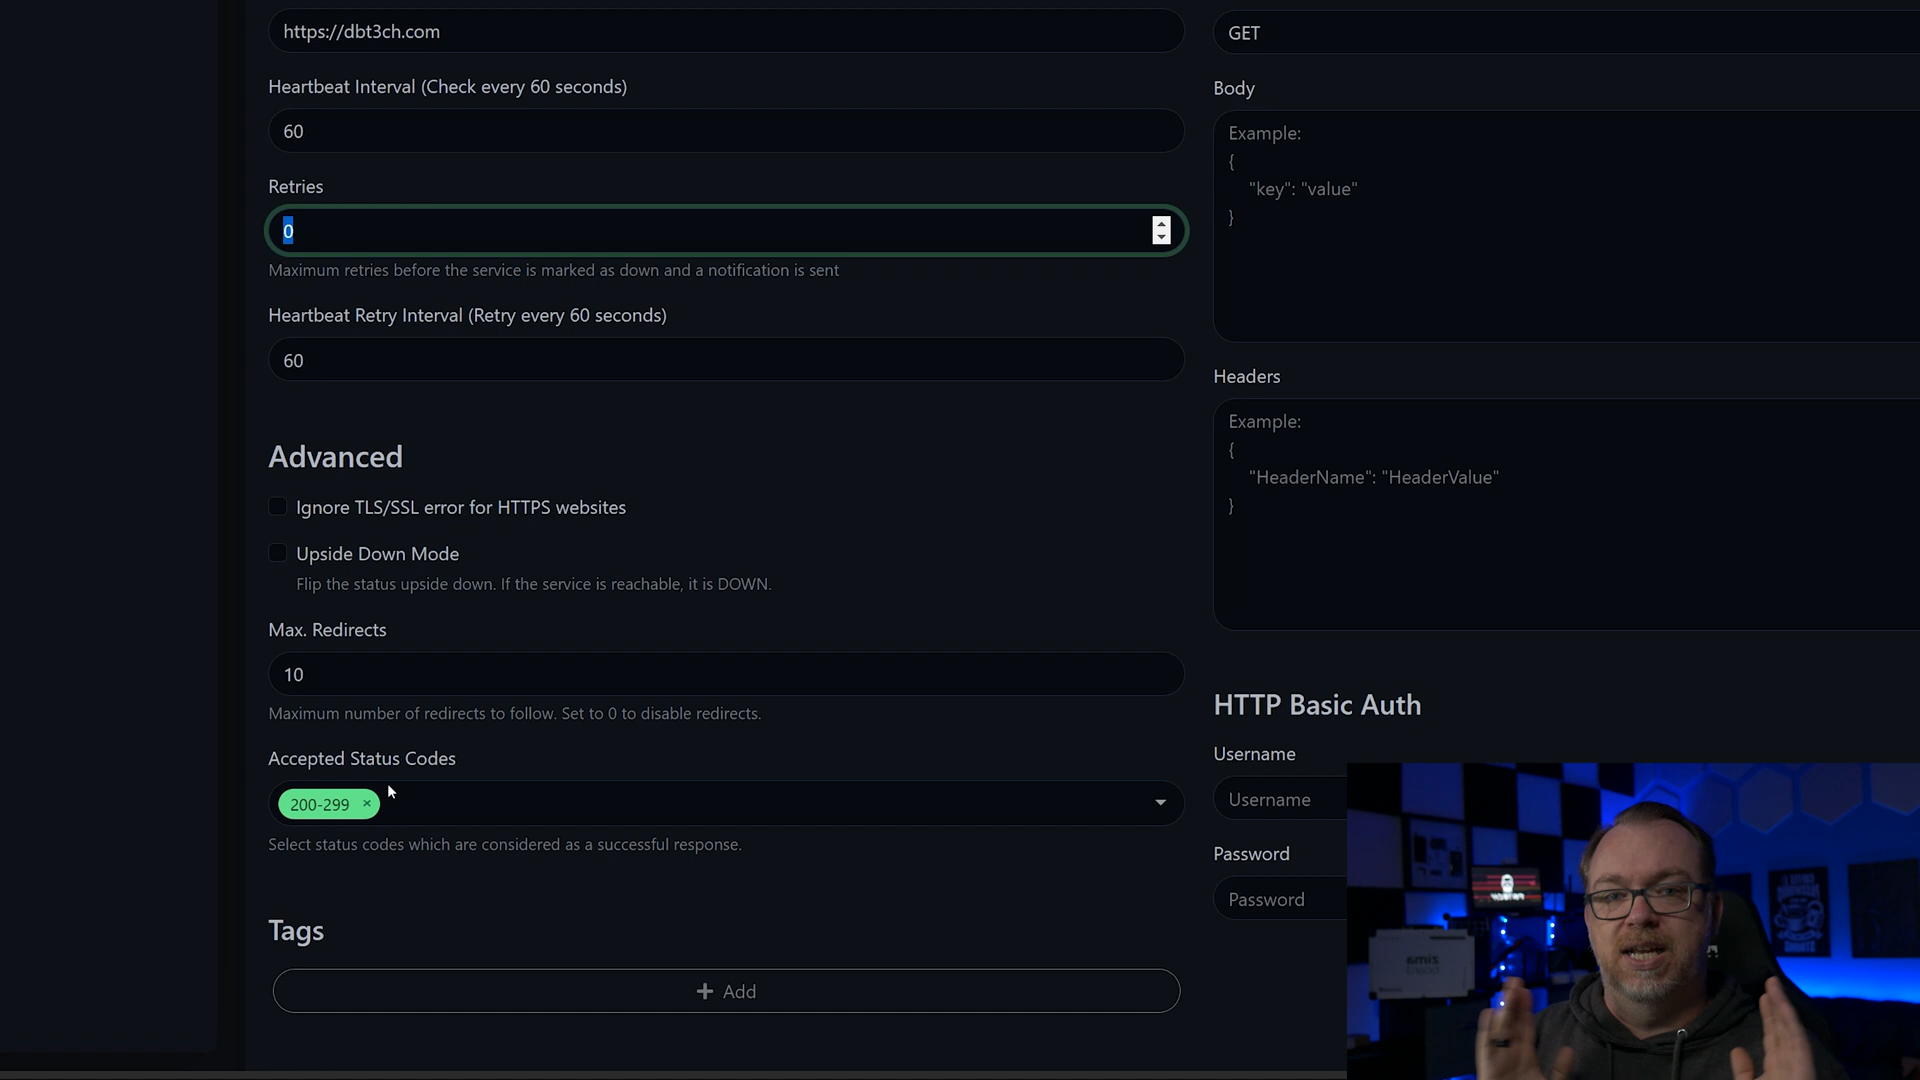 https://dbt3ch.com
Heartbeat Interval (Check every 60 seconds)
60
Retries
0
Maximum retries before the service is marked as down and a notification is sent
Heartbeat Retry Interval (Retry every 60 seconds)
60
Advanced
Ignore TLS/SSL error for HTTPS websites
Upside Down Mode
Flip the status upside down. If the service is reachable, it is DOWN.
Max. Redirects
10
Maximum number of redirects to follow. Set to 0 to disable redirects.
Accepted Status Codes
200-299 ×
Select status codes which are considered as a successful response.
Tags
+ Add
GET
Body
Example:
{
"key": "value"
}
Headers
Example:
{
"HeaderName": "HeaderValue"
}
HTTP Basic Auth
Username
Username
Password
Password
zima
board